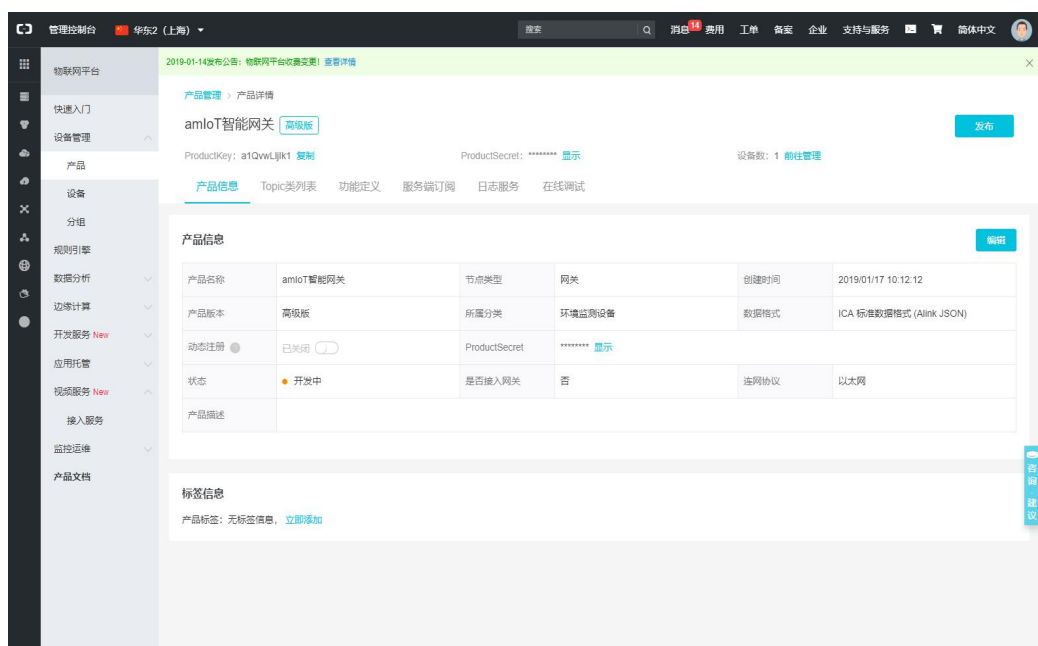 管理控制台 华东2（上海） 搜索 消息14 费用 工单 备案 企业 支持与服务 简体中文
物联网平台
快速入门
设备管理
产品
设备
分组
规则引擎
数据分析
边缘计算
开发服务 New
应用托管
视频服务 New
接入服务
监控运维
产品文档
2019-01-14发布公告：物联网平台收费变更！查看详情
产品管理 > 产品详情
amIoT智能网关 高级版 发布
ProductKey：a1QvwLjlIk1 复制 ProductSecret：******** 显示 设备数：1 前往管理
产品信息 Topic类列表 功能定义 服务端订阅 日志服务 在线调试
产品信息 编辑
产品名称 amIoT智能网关 节点类型 网关 创建时间 2019/01/17 10:12:12
产品版本 高级版 所属分类 环境监测设备 数据格式 ICA 标准数据格式 (Alink JSON)
动态注册 已关闭 ProductSecret ******** 显示
状态 开发中 是否接入网关 否 连网协议 以太网
产品描述
标签信息
产品标签：无标签信息，立即添加
咨询·建议